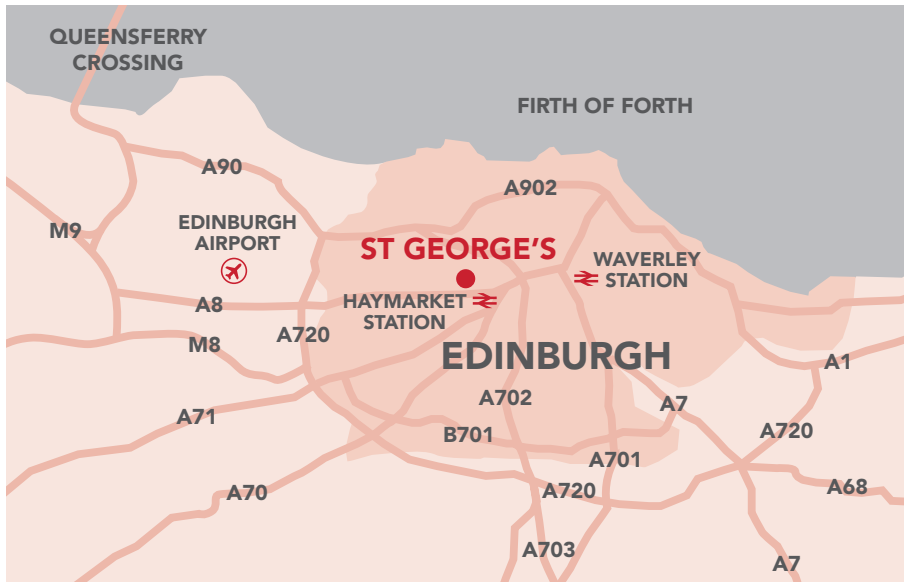 QUEENSFERRY
CROSSING
FIRTH OF FORTH
A90
A902
M9
EDINBURGH
AIRPORT
ST GEORGE'S
WAVERLEY
STATION
A8
HAYMARKET
STATION
M8
A720
EDINBURGH
A1
A702
A7
A71
B701
A720
A701
A70
A720
A68
A703
A7